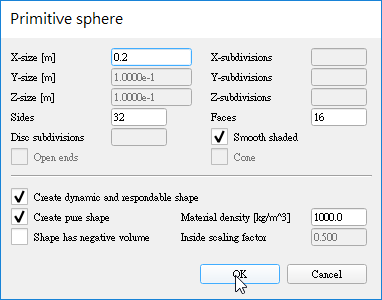 Primitive sphere
X-size [m] 0.2 X-subdivisions
Y-size [m] 1.0000e-1 Y-subdivisions
Z-size [m] 1.0000e-1 Z-subdivisions
Sides 32 Faces 16
Disc subdivisions Smooth shaded
Open ends Cone
Create dynamic and respondable shape
Create pure shape Material density [kg/m^3] 1000.0
Shape has negative volume Inside scaling factor 0.500
OK Cancel